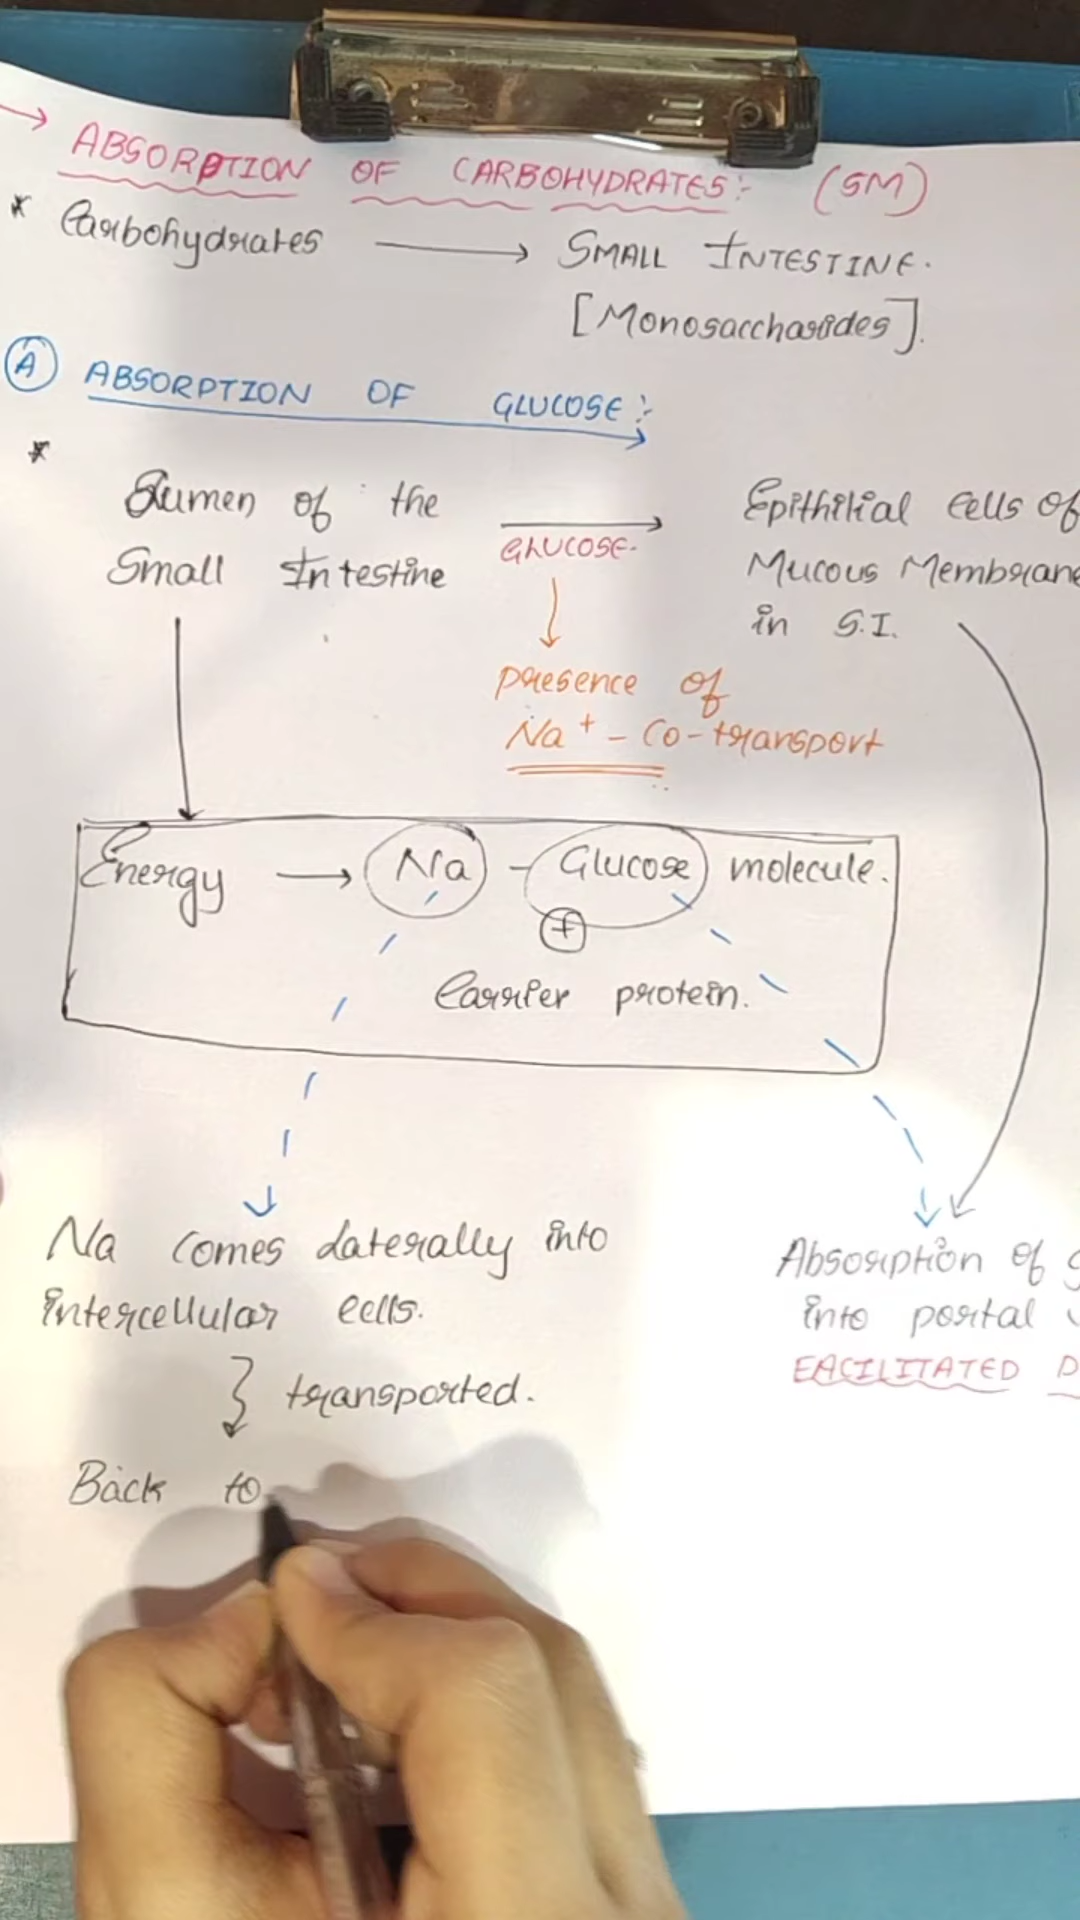 → ABSORPTION OF CARBOHYDRATES:- (5M)
* Carbohydrates → SMALL INTESTINE.
[Monosaccharides].
(A) ABSORPTION OF GLUCOSE:-
*
Lumen of the
Small Intestine
GLUCOSE.
Epithilial Cells of
Mucous Membrane
in S.I.
presence of
Na+ - Co-transport
Energy → Na - Glucose molecule.
+
Carrier protein.
Na comes laterally into
intercellular cells.
transported.
Back to
Absorption of
into portal
FACILITATED